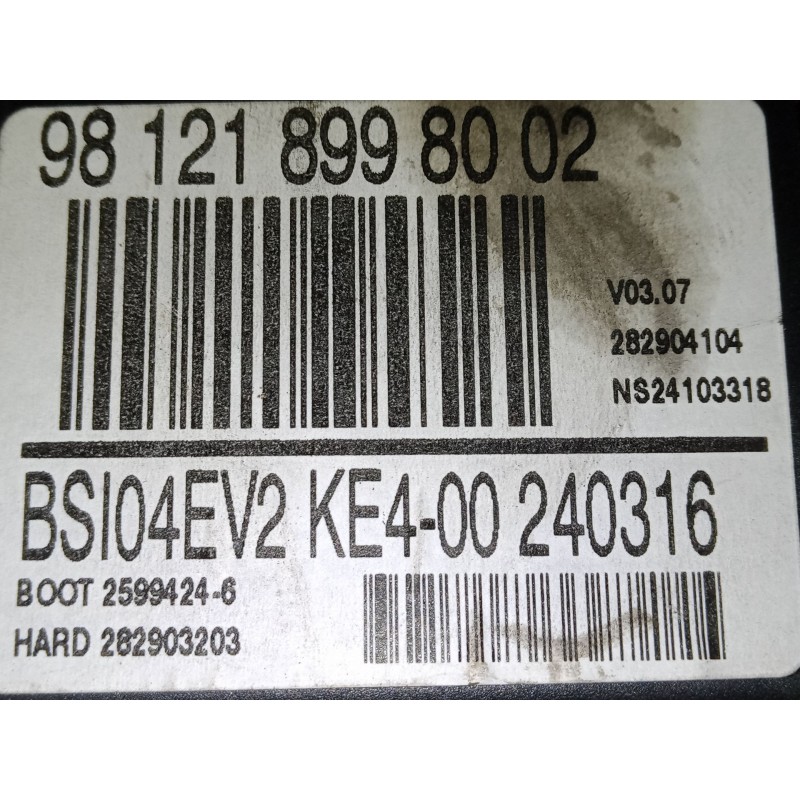 98 121 899 80 02
V03.07
282904104
NS24103318
BSI04EV2 KE4-00 240316
BOOT 2599424-6
HARD 282903203